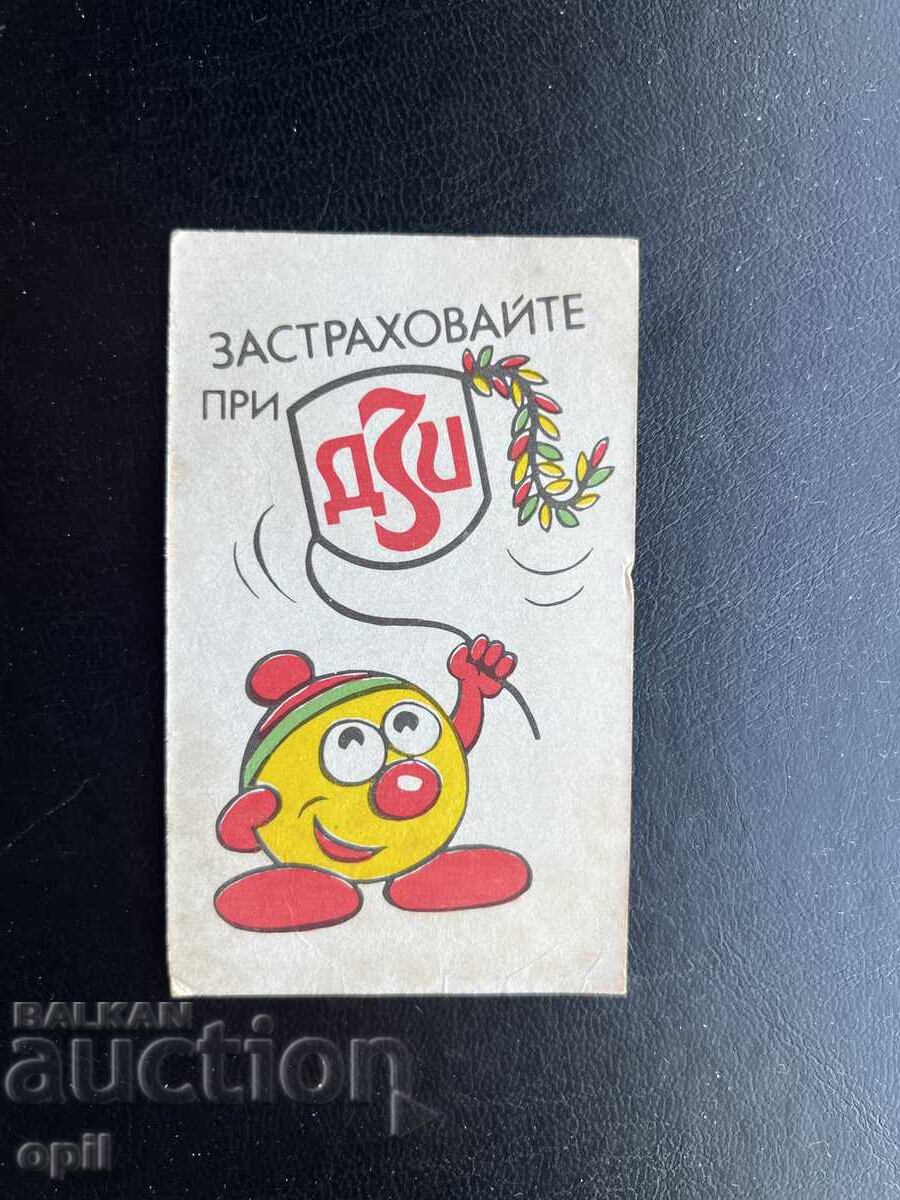 ЗАСТРАХОВАЙТЕ
ПРИ ДЗИ
BALKAN
auction
opil